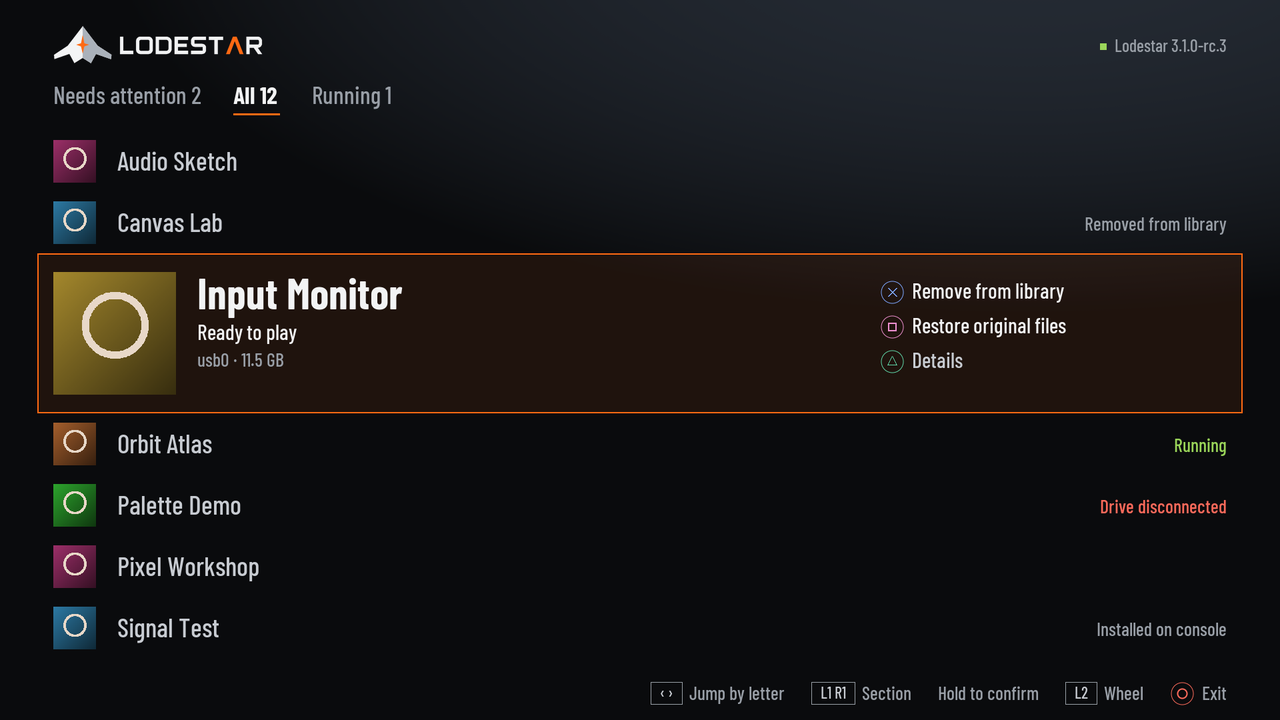 LODESTAR
Lodestar 3.1.0-rc.3
Needs attention 2
All 12
Running 1
Audio Sketch
Canvas Lab
Removed from library
Input Monitor
Ready to play
usb0 · 11.5 GB
Remove from library
Restore original files
Details
Orbit Atlas
Running
Palette Demo
Drive disconnected
Pixel Workshop
Signal Test
Installed on console
‹ › Jump by letter
L1 R1 Section
Hold to confirm
L2 Wheel
Exit